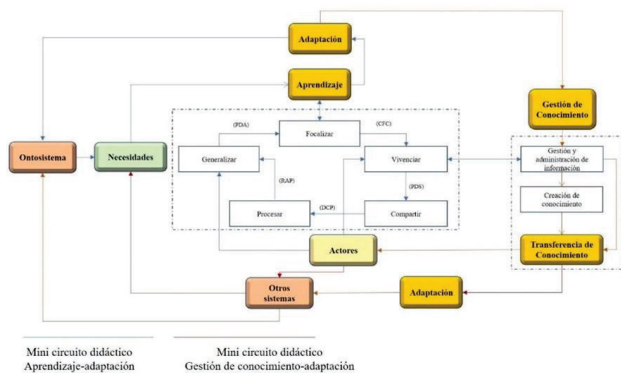 Adaptación
Aprendizaje
Gestión de
Conocimiento
(PDA)
Focalizar
(CFC)
Ontosistema
Necesidades
Generalizar
Vivenciar
Gestión y
administración de
información
(RAP)
(PDS)
Creación de
conocimiento
Procesar
(DCP)
Compartir
Actores
Transferencia de
Conocimiento
Otros
sistemas
Adaptación
Mini circuito didáctico
Aprendizaje-adaptación
Mini circuito didáctico
Gestión de conocimiento-adaptación